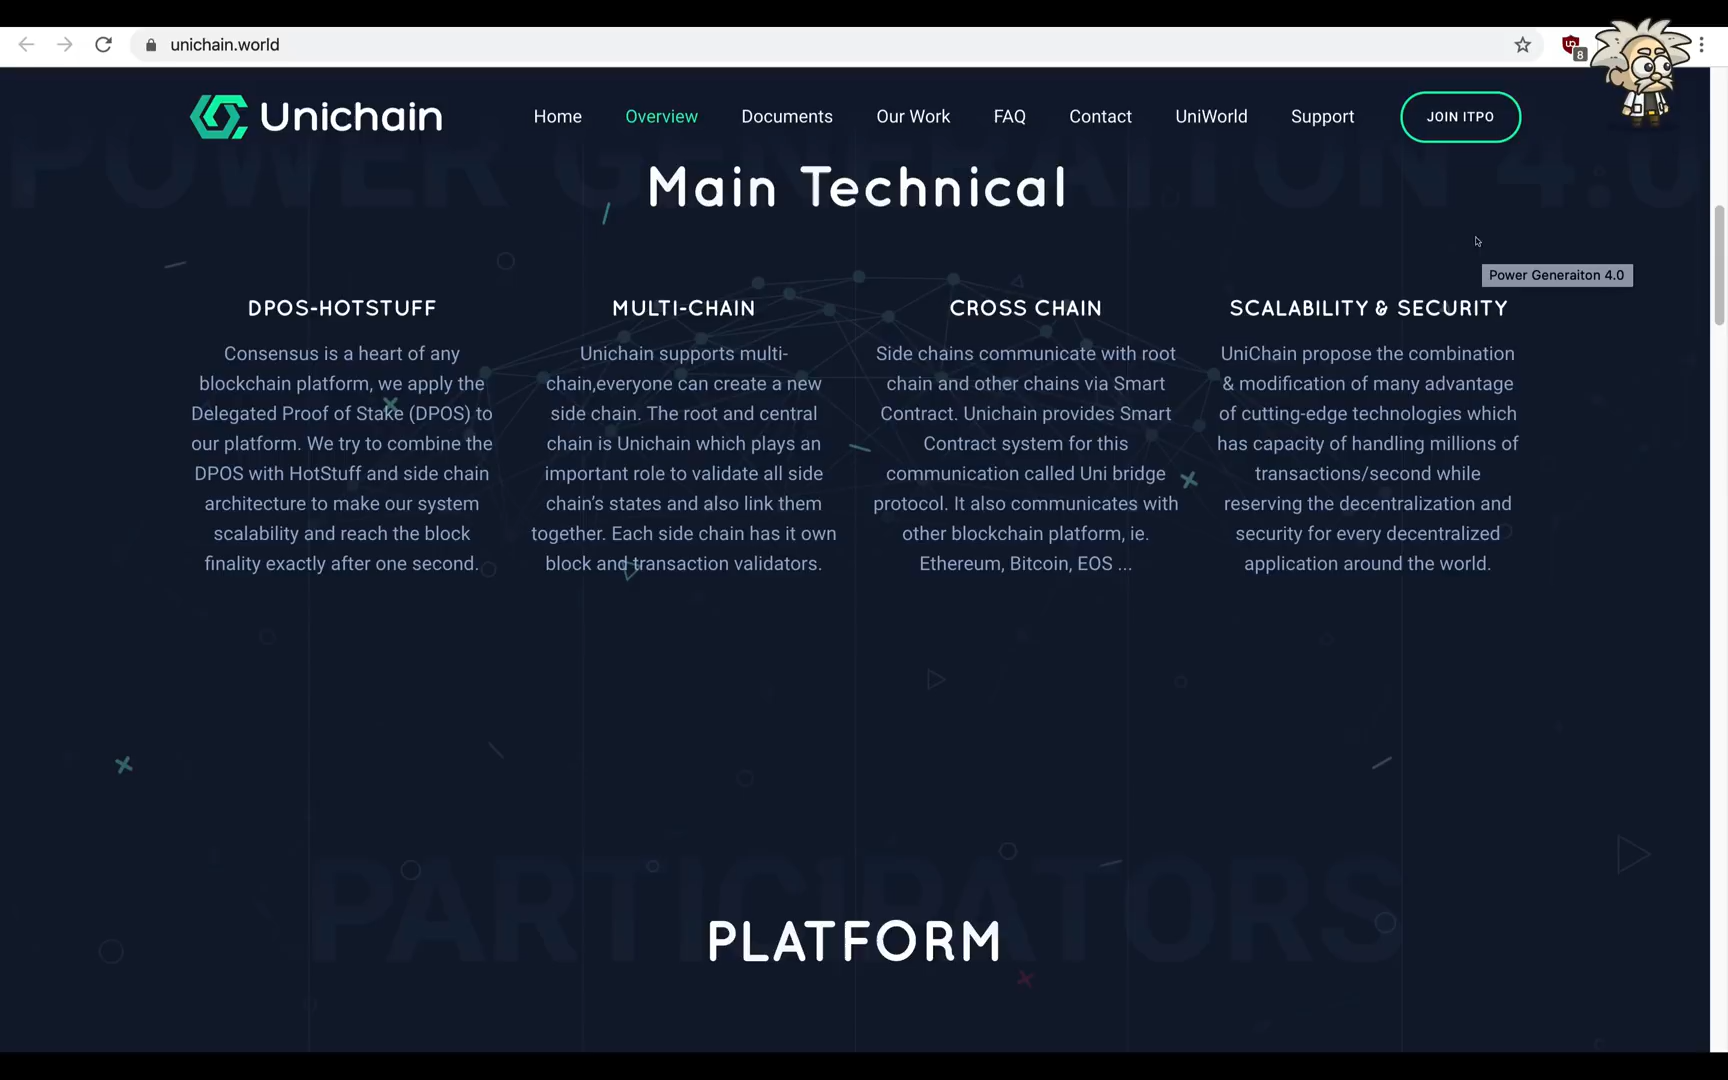 unichain.world
8
Unichain
Home Overview Documents Our Work FAQ Contact UniWorld Support JOIN ITPO
POWER GENERAITON 4.0
Main Technical
Power Generaiton 4.0
DPOS-HOTSTUFF
Consensus is a heart of any
blockchain platform, we apply the
Delegated Proof of Stake (DPOS) to
our platform. We try to combine the
DPOS with HotStuff and side chain
architecture to make our system
scalability and reach the block
finality exactly after one second.
MULTI-CHAIN
Unichain supports multi-
chain,everyone can create a new
side chain. The root and central
chain is Unichain which plays an
important role to validate all side
chain’s states and also link them
together. Each side chain has it own
block and transaction validators.
CROSS CHAIN
Side chains communicate with root
chain and other chains via Smart
Contract. Unichain provides Smart
Contract system for this
communication called Uni bridge
protocol. It also communicates with
other blockchain platform, ie.
Ethereum, Bitcoin, EOS ...
SCALABILITY & SECURITY
UniChain propose the combination
& modification of many advantage
of cutting-edge technologies which
has capacity of handling millions of
transactions/second while
reserving the decentralization and
security for every decentralized
application around the world.
PARTICIPATORS
PLATFORM